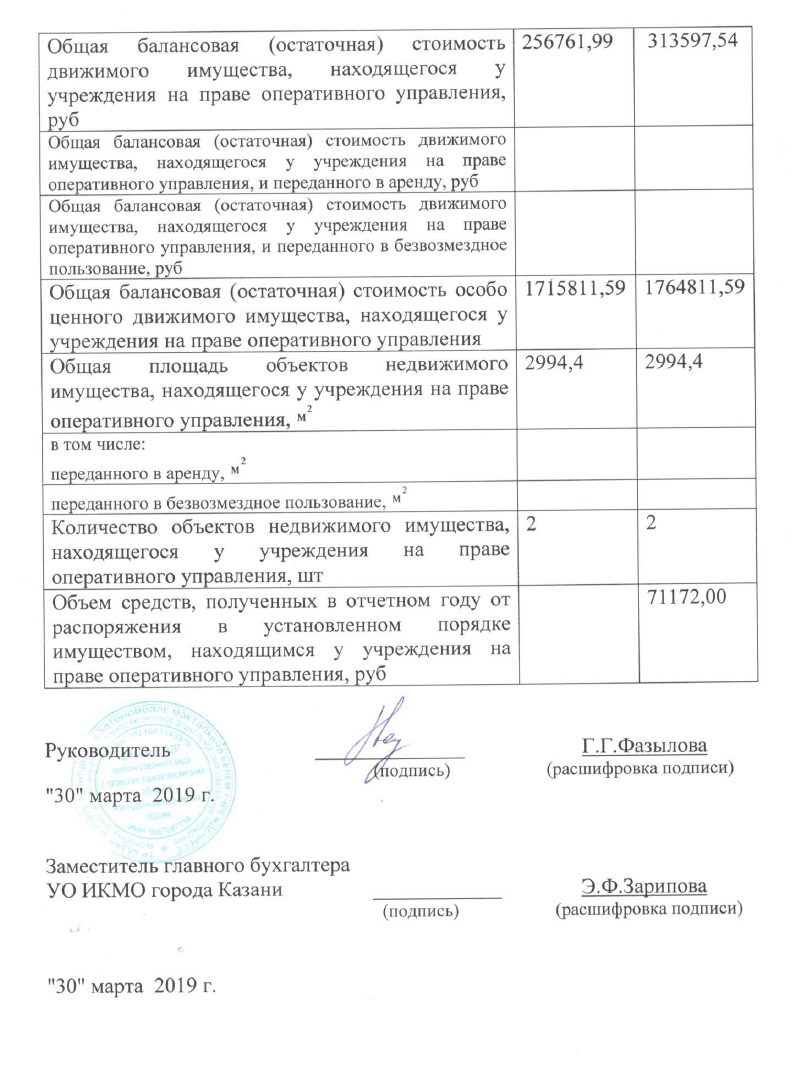 Общая балансовая (остаточная) стоимость 256761,99 313597,54
движимого имущества, находящегося у
учреждения на праве оперативного управления,
руб
Общая балансовая (остаточная) стоимость движимого
имущества, находящегося у учреждения на праве
оперативного управления, и переданного в аренду, руб
Общая балансовая (остаточная) стоимость движимого
имущества, находящегося у учреждения на праве
оперативного управления, и переданного в безвозмездное
пользование, руб
Общая балансовая (остаточная) стоимость особо 1715811,59 1764811,59
ценного движимого имущества, находящегося у
учреждения на праве оперативного управления
Общая площадь объектов недвижимого 2994,4 2994,4
имущества, находящегося у учреждения на праве
оперативного управления, м²
в том числе:
переданного в аренду, м²
переданного в безвозмездное пользование, м²
Количество объектов недвижимого имущества, 2 2
находящегося у учреждения на праве
оперативного управления, шт
Объем средств, полученных в отчетном году от 71172,00
распоряжения в установленном порядке
имуществом, находящимся у учреждения на
праве оперативного управления, руб
Руководитель Г.Г.Фазылова
(подпись) (расшифровка подписи)
"30" марта 2019 г.
Заместитель главного бухгалтера
УО ИКМО города Казани Э.Ф.Зарипова
(подпись) (расшифровка подписи)
"30" марта 2019 г.